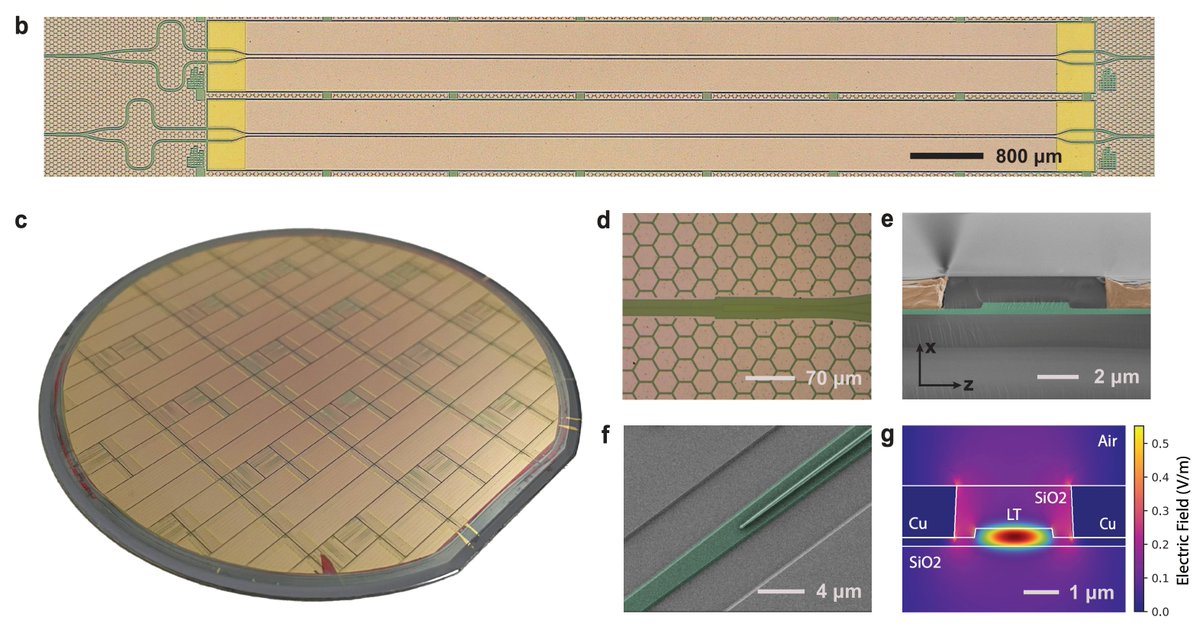 b
800 µm
c
d
70 µm
e
x
z
2 µm
f
4 µm
g
Air
SiO2
LT
Cu
Cu
SiO2
1 µm
0.5
0.4
0.3
0.2
0.1
0.0
Electric Field (V/m)